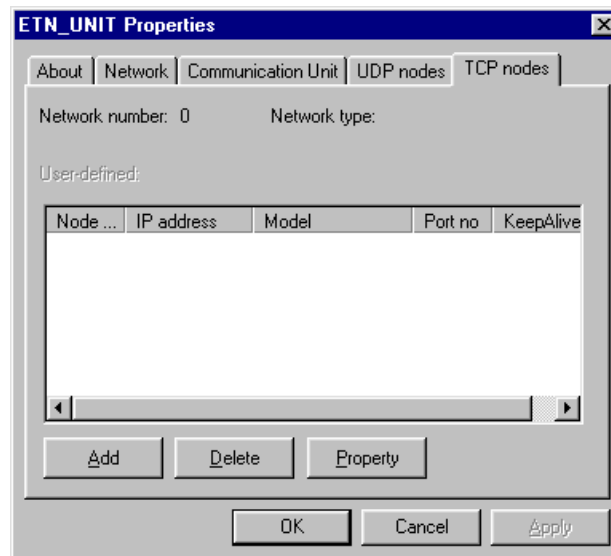 ETN_UNIT Properties
About Network Communication Unit UDP nodes TCP nodes
Network number: 0 Network type:
User-defined:
Node ... IP address Model Port no KeepAlive
Add Delete Property
OK Cancel Apply